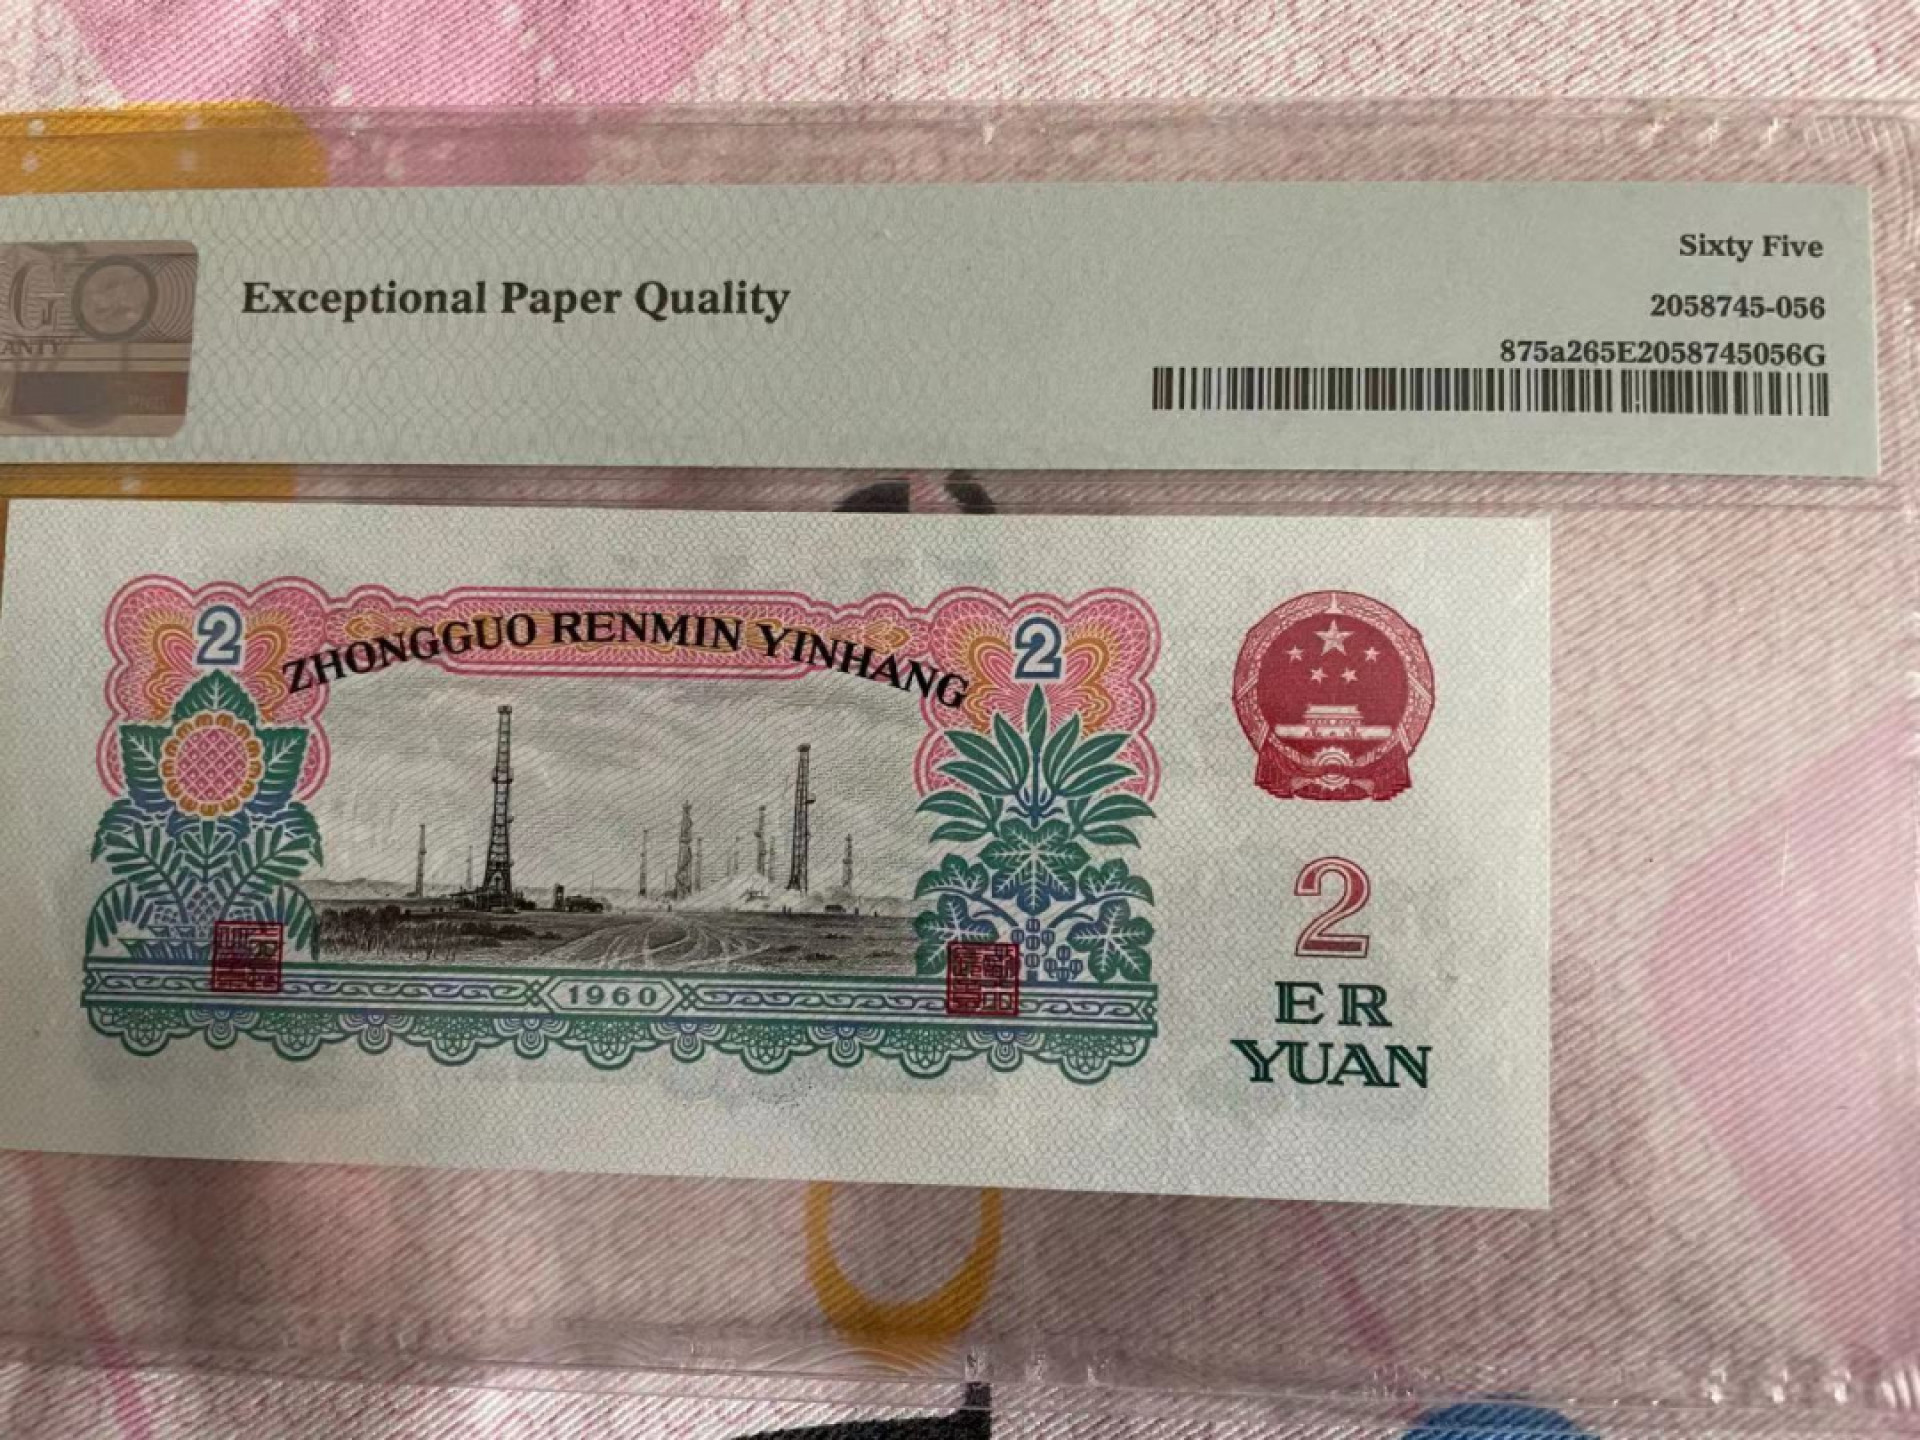 Sixty Five
Exceptional Paper Quality
2058745-056
875a265E2058745056G
2
ZHONGGUO RENMIN YINHANG
2
1960
2
ER
YUAN